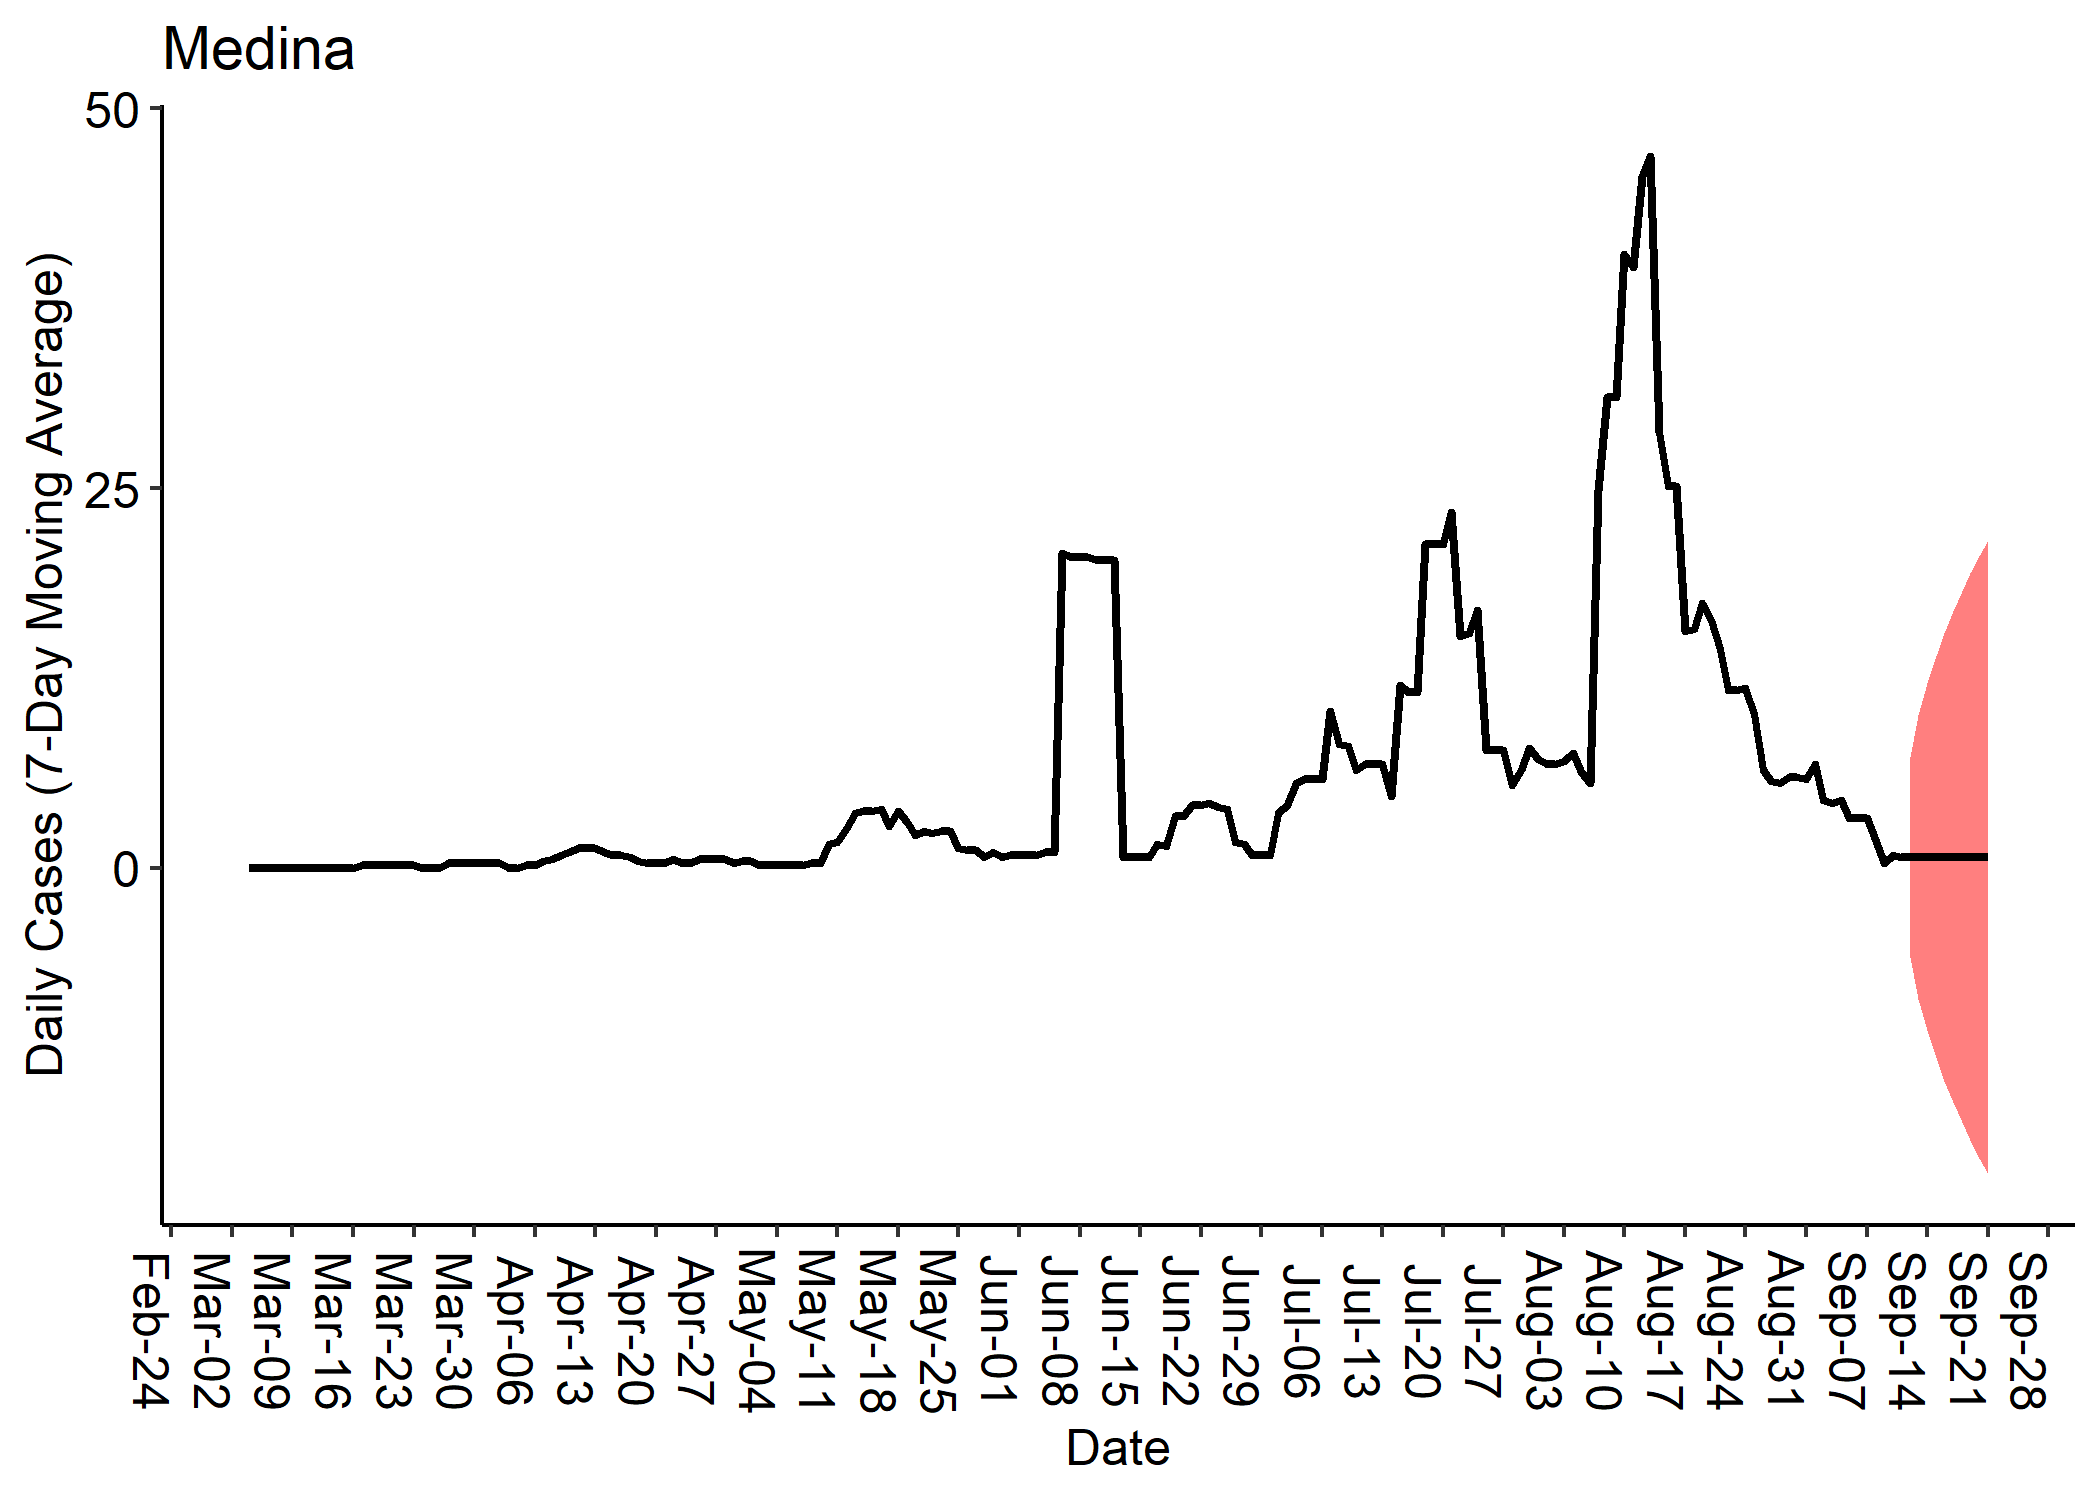 Medina
Daily Cases (7-Day Moving Average)
50
25
0
Feb-24
Mar-02
Mar-09
Mar-16
Mar-23
Mar-30
Apr-06
Apr-13
Apr-20
Apr-27
May-04
May-11
May-18
May-25
Jun-01
Jun-08
Jun-15
Jun-22
Jun-29
Jul-06
Jul-13
Jul-20
Jul-27
Aug-03
Aug-10
Aug-17
Aug-24
Aug-31
Sep-07
Sep-14
Sep-21
Sep-28
Date